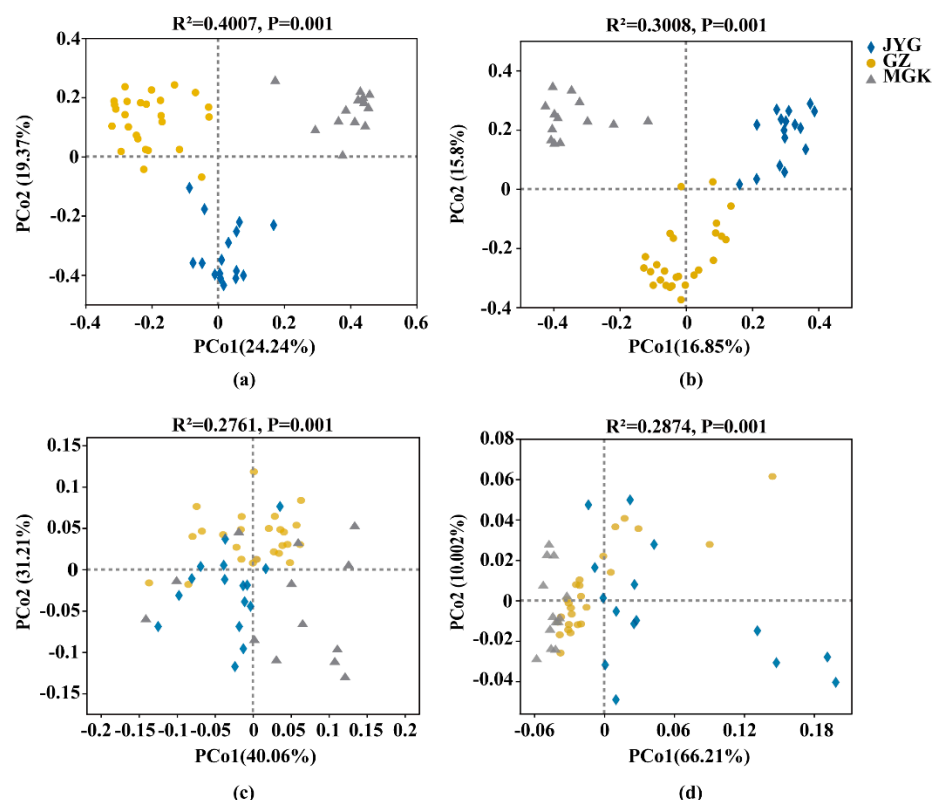 R²=0.4007, P=0.001
0.4
0.2
0
-0.2
-0.4
PCo2 (19.37%)
-0.4
-0.2
0
0.2
0.4
0.6
PCo1(24.24%)
(a)
R²=0.3008, P=0.001
0.4
0.2
0
-0.2
-0.4
PCo2 (15.8%)
-0.4
-0.2
0
0.2
0.4
PCo1(16.85%)
(b)
JYG
GZ
MGK
R²=0.2761, P=0.001
0.15
0.1
0.05
0
-0.05
-0.1
-0.15
PCo2 (31.21%)
-0.2
-0.15
-0.1
-0.05
0
0.05
0.1
0.15
0.2
PCo1(40.06%)
(c)
R²=0.2874, P=0.001
0.08
0.06
0.04
0.02
0
-0.02
-0.04
PCo2 (10.002%)
-0.06
0
0.06
0.12
0.18
PCo1(66.21%)
(d)